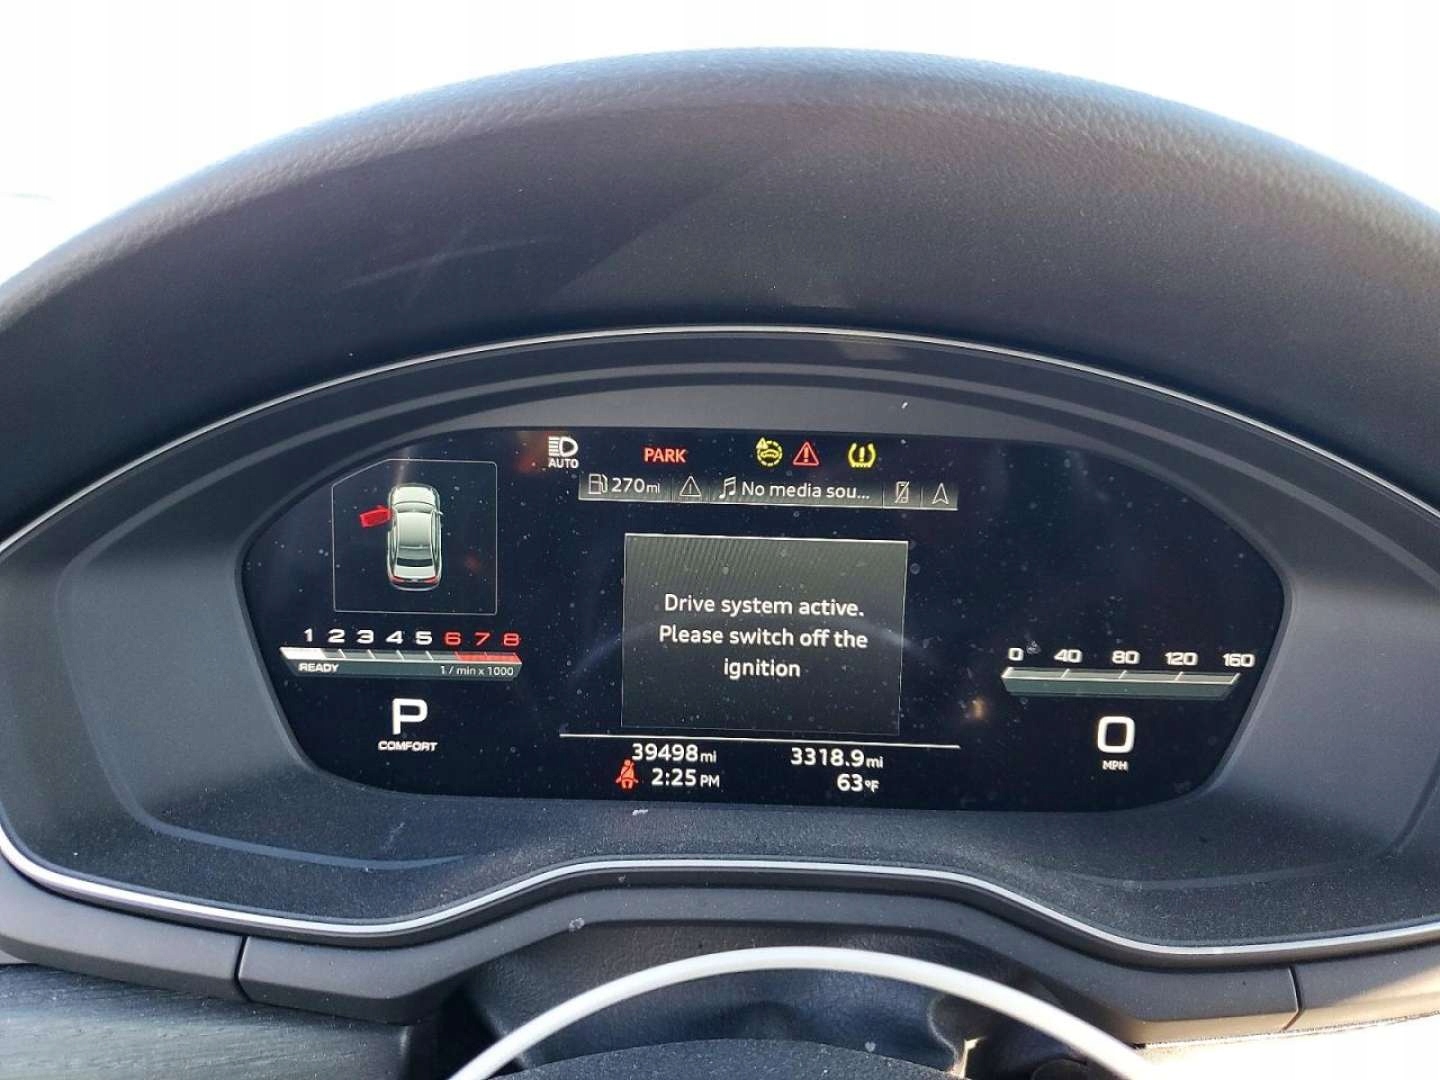 AUTO
PARK
270mi
No media sou...
Drive system active.
Please switch off the
ignition
1 2 3 4 5 6 7 8
READY
1 / min x 1000
P
COMFORT
0 40 80 120 160
0
MPH
39498mi
3318.9mi
2:25 PM
63°F